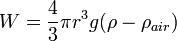 W = \frac{4}{3} \pi r^3 g(\rho - \rho_{air})